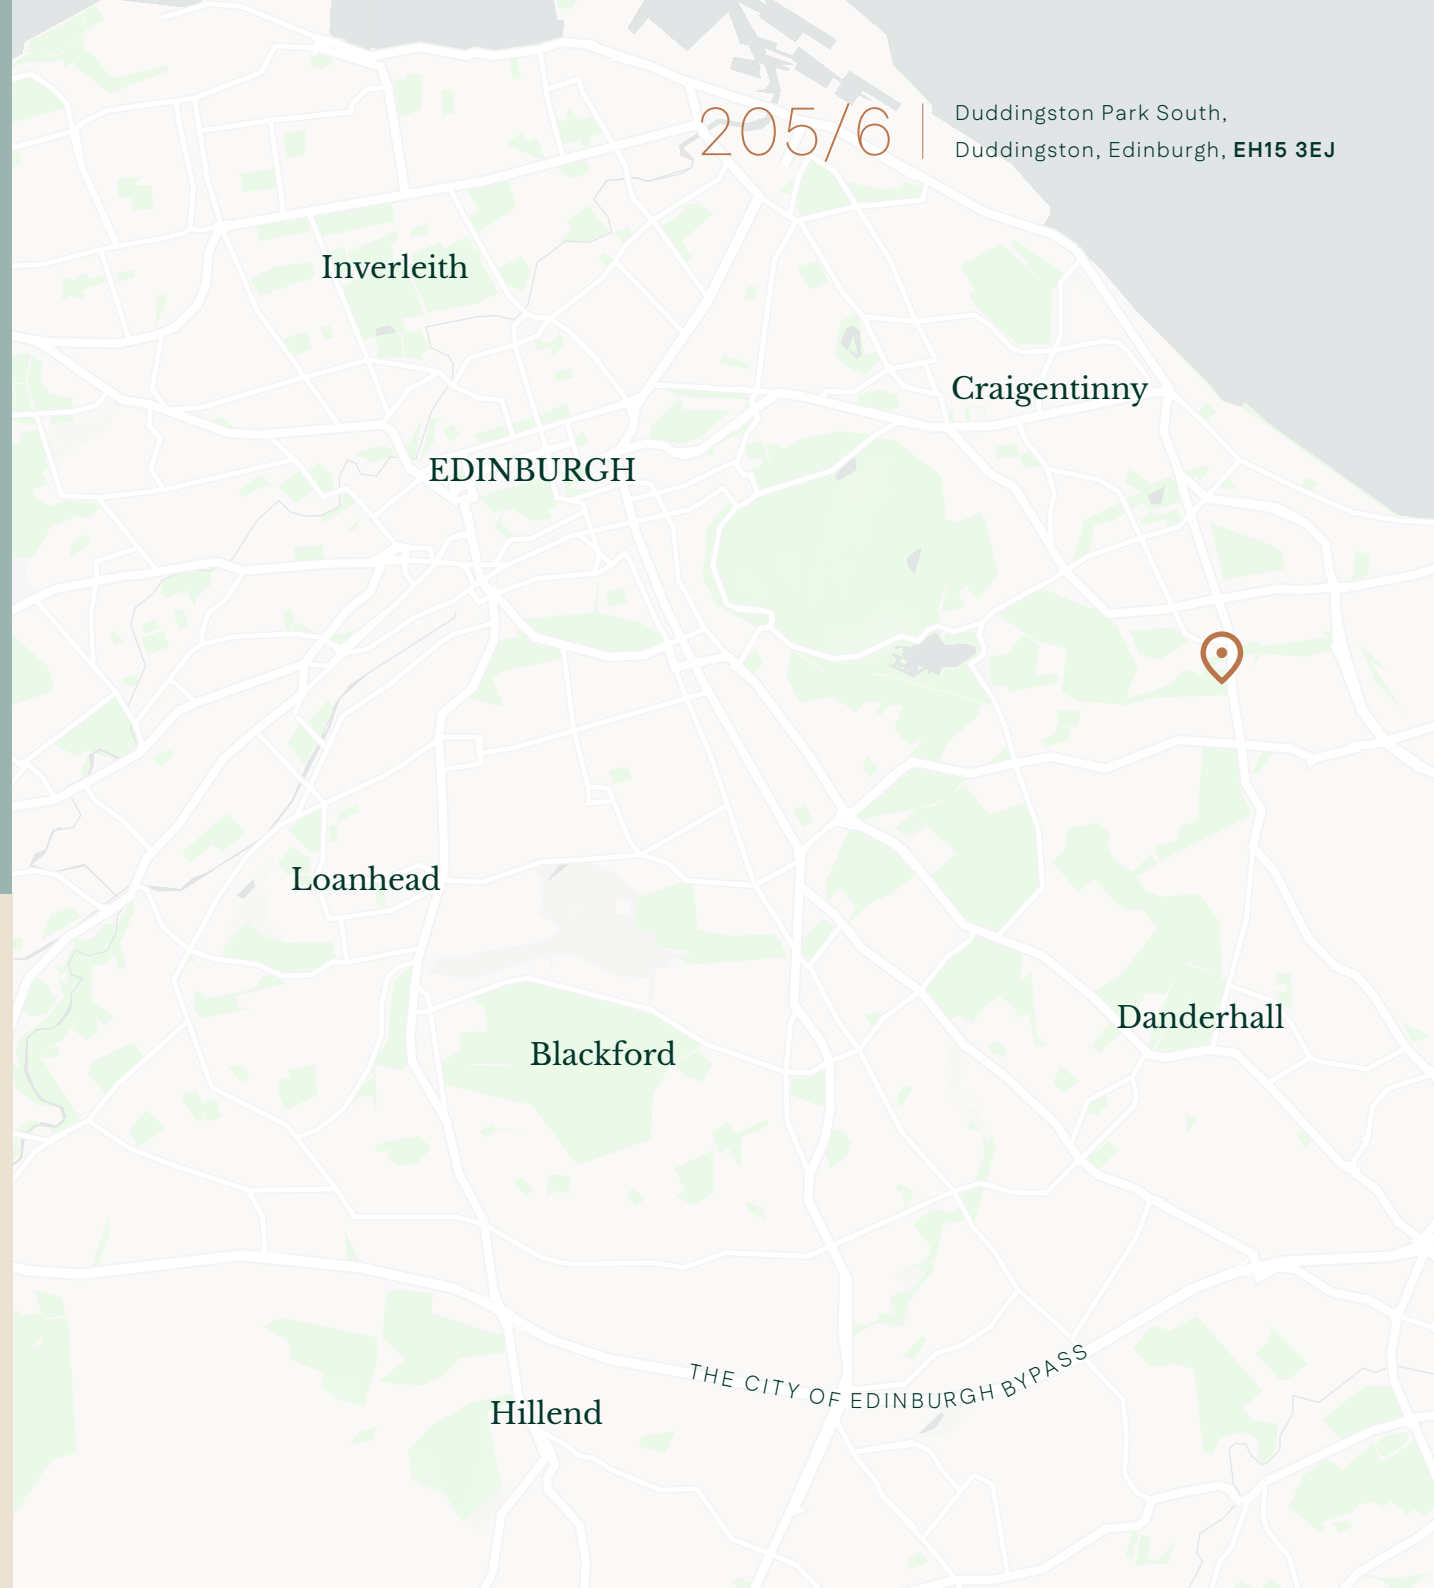 205/6
Duddingston Park South,
Duddingston, Edinburgh, EH15 3EJ
Inverleith
Craigentinny
EDINBURGH
Loanhead
Danderhall
Blackford
THE CITY OF EDINBURGH BYPASS
Hillend